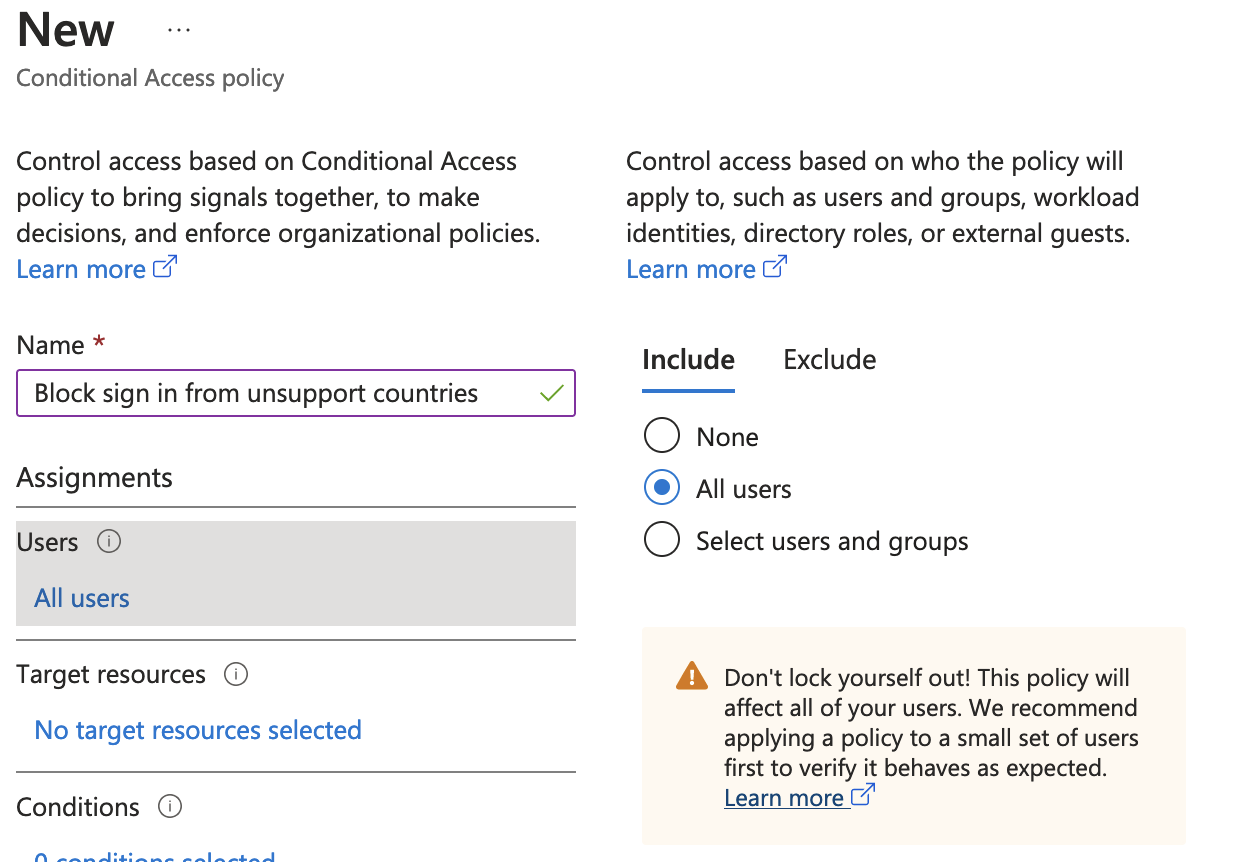 New ...
Conditional Access policy
Control access based on Conditional Access
policy to bring signals together, to make
decisions, and enforce organizational policies.
Learn more
Name *
Block sign in from unsupport countries
Assignments
Users
All users
Target resources
No target resources selected
Conditions
0 conditions selected
Control access based on who the policy will
apply to, such as users and groups, workload
identities, directory roles, or external guests.
Learn more
Include Exclude
None
All users
Select users and groups
Don't lock yourself out! This policy will
affect all of your users. We recommend
applying a policy to a small set of users
first to verify it behaves as expected.
Learn more